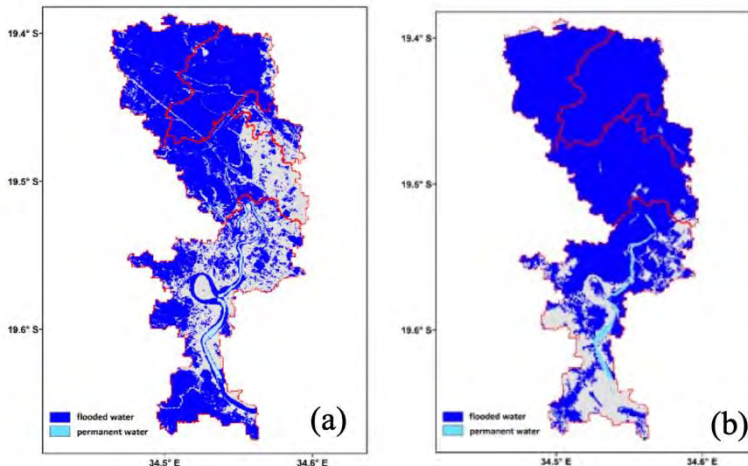 19.4° S
19.5° S
19.6° S
flooded water
permanent water
(a)
34.5° E
34.6° E
19.4° S
19.5° S
19.6° S
flooded water
permanent water
(b)
34.5° E
34.6° E